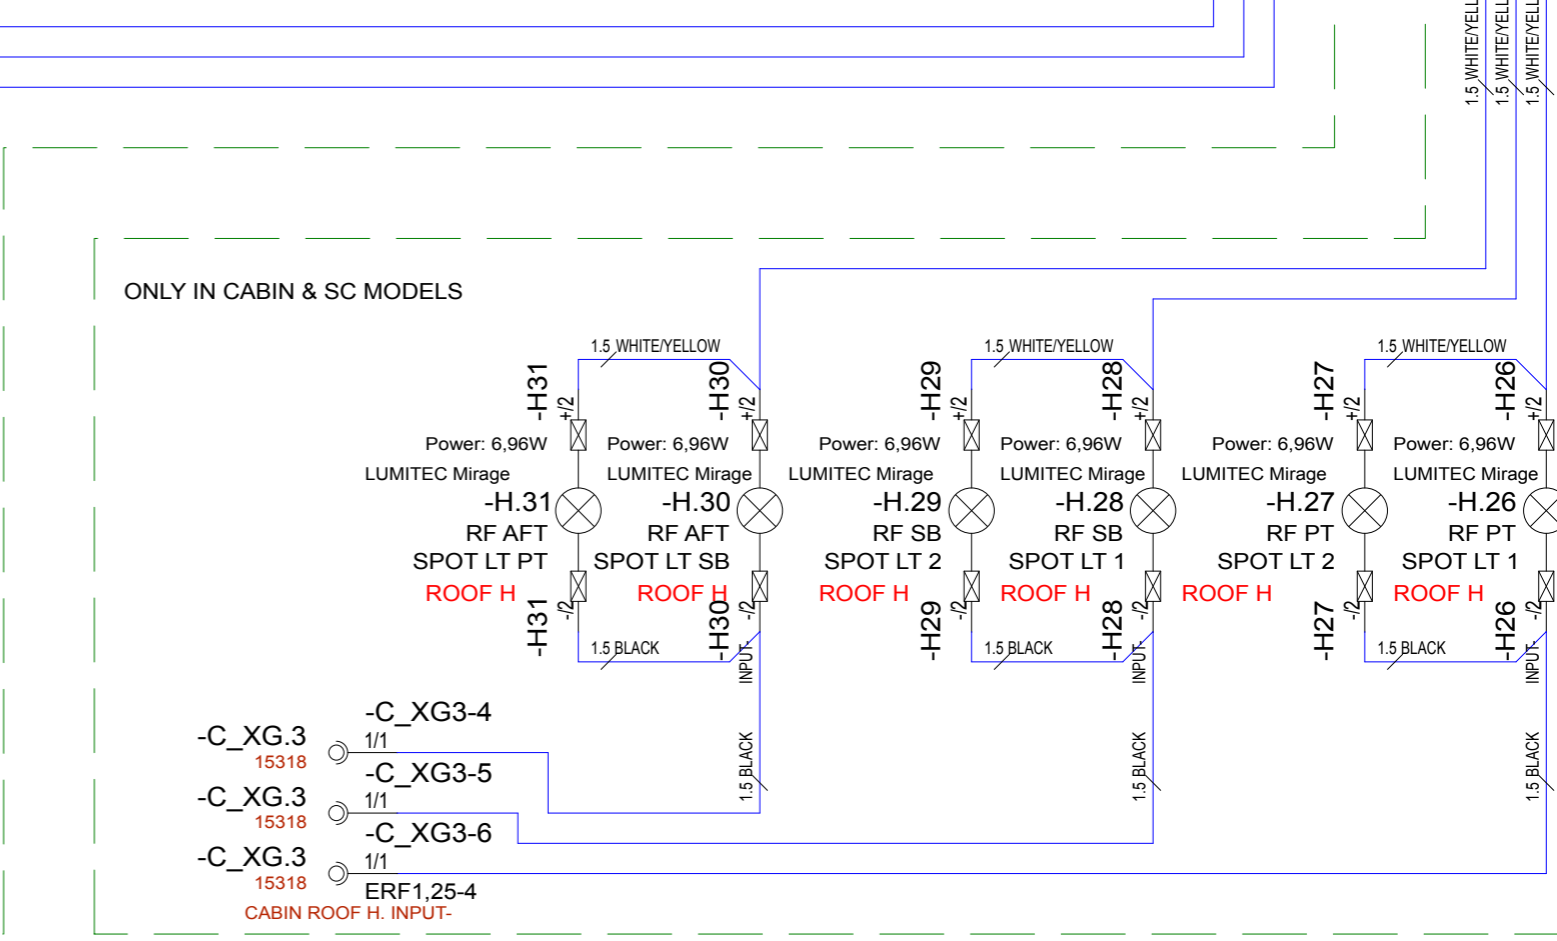 1.5 WHITE/YELL
1.5 WHITE/YELL
1.5 WHITE/YELL
ONLY IN CABIN & SC MODELS
1.5 WHITE/YELLOW
1.5 WHITE/YELLOW
1.5 WHITE/YELLOW
-H31
+/2
-H30
+/2
-H29
+/2
-H28
+/2
-H27
+/2
-H26
+/2
Power: 6,96W
Power: 6,96W
Power: 6,96W
Power: 6,96W
Power: 6,96W
Power: 6,96W
LUMITEC Mirage
LUMITEC Mirage
LUMITEC Mirage
LUMITEC Mirage
LUMITEC Mirage
LUMITEC Mirage
-H.31
-H.30
-H.29
-H.28
-H.27
-H.26
RF AFT
RF AFT
RF SB
RF SB
RF PT
RF PT
SPOT LT PT
SPOT LT SB
SPOT LT 2
SPOT LT 1
SPOT LT 2
SPOT LT 1
ROOF H
ROOF H
ROOF H
ROOF H
ROOF H
ROOF H
-H31
-/2
-H30
-/2
-H29
-/2
-H28
-/2
-H27
-/2
-H26
-/2
1.5 BLACK
INPUT-
1.5 BLACK
INPUT-
1.5 BLACK
INPUT-
1.5 BLACK
1.5 BLACK
1.5 BLACK
-C_XG3-4
-C_XG.3
1/1
15318
-C_XG3-5
-C_XG.3
1/1
15318
-C_XG3-6
-C_XG.3
1/1
15318
ERF1,25-4
CABIN ROOF H. INPUT-